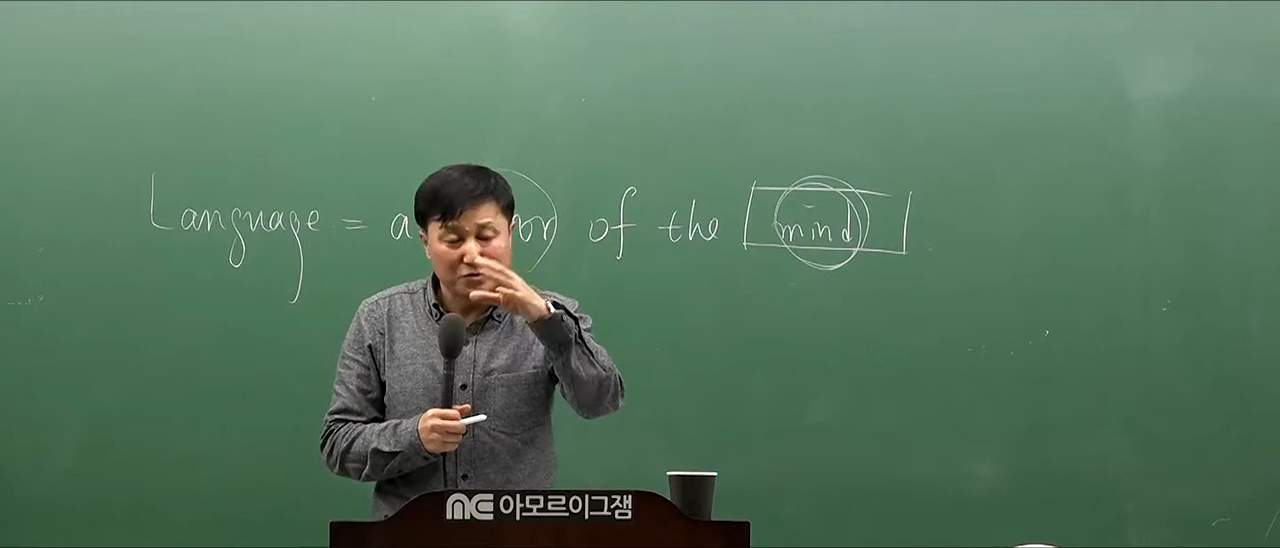 Language = a of the mind
아모르이그잼